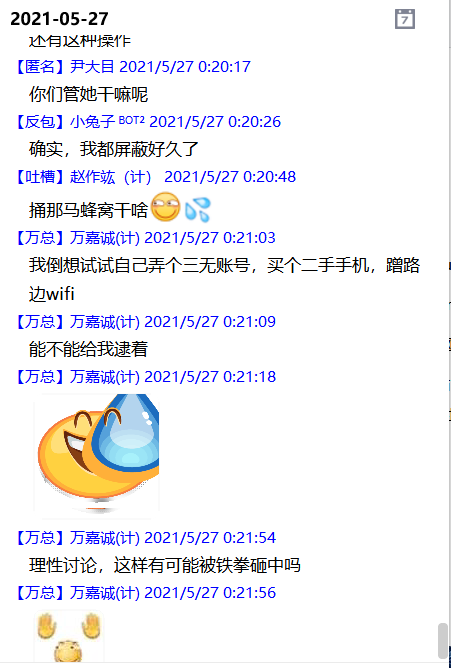 2021-05-27
7
还有这种操作
【匿名】尹大目 2021/5/27 0:20:17
你们管她干嘛呢
【反包】小兔子 BOT2 2021/5/27 0:20:26
确实，我都屏蔽好久了
【吐槽】赵作竑（计） 2021/5/27 0:20:48
捅那马蜂窝干啥
【万总】万嘉诚(计) 2021/5/27 0:21:03
我倒想试试自己弄个三无账号，买个二手手机，蹭路
边wifi
【万总】万嘉诚(计) 2021/5/27 0:21:09
能不能给我逮着
【万总】万嘉诚(计) 2021/5/27 0:21:18
【万总】万嘉诚(计) 2021/5/27 0:21:54
理性讨论，这样有可能被铁拳砸中吗
【万总】万嘉诚(计) 2021/5/27 0:21:56